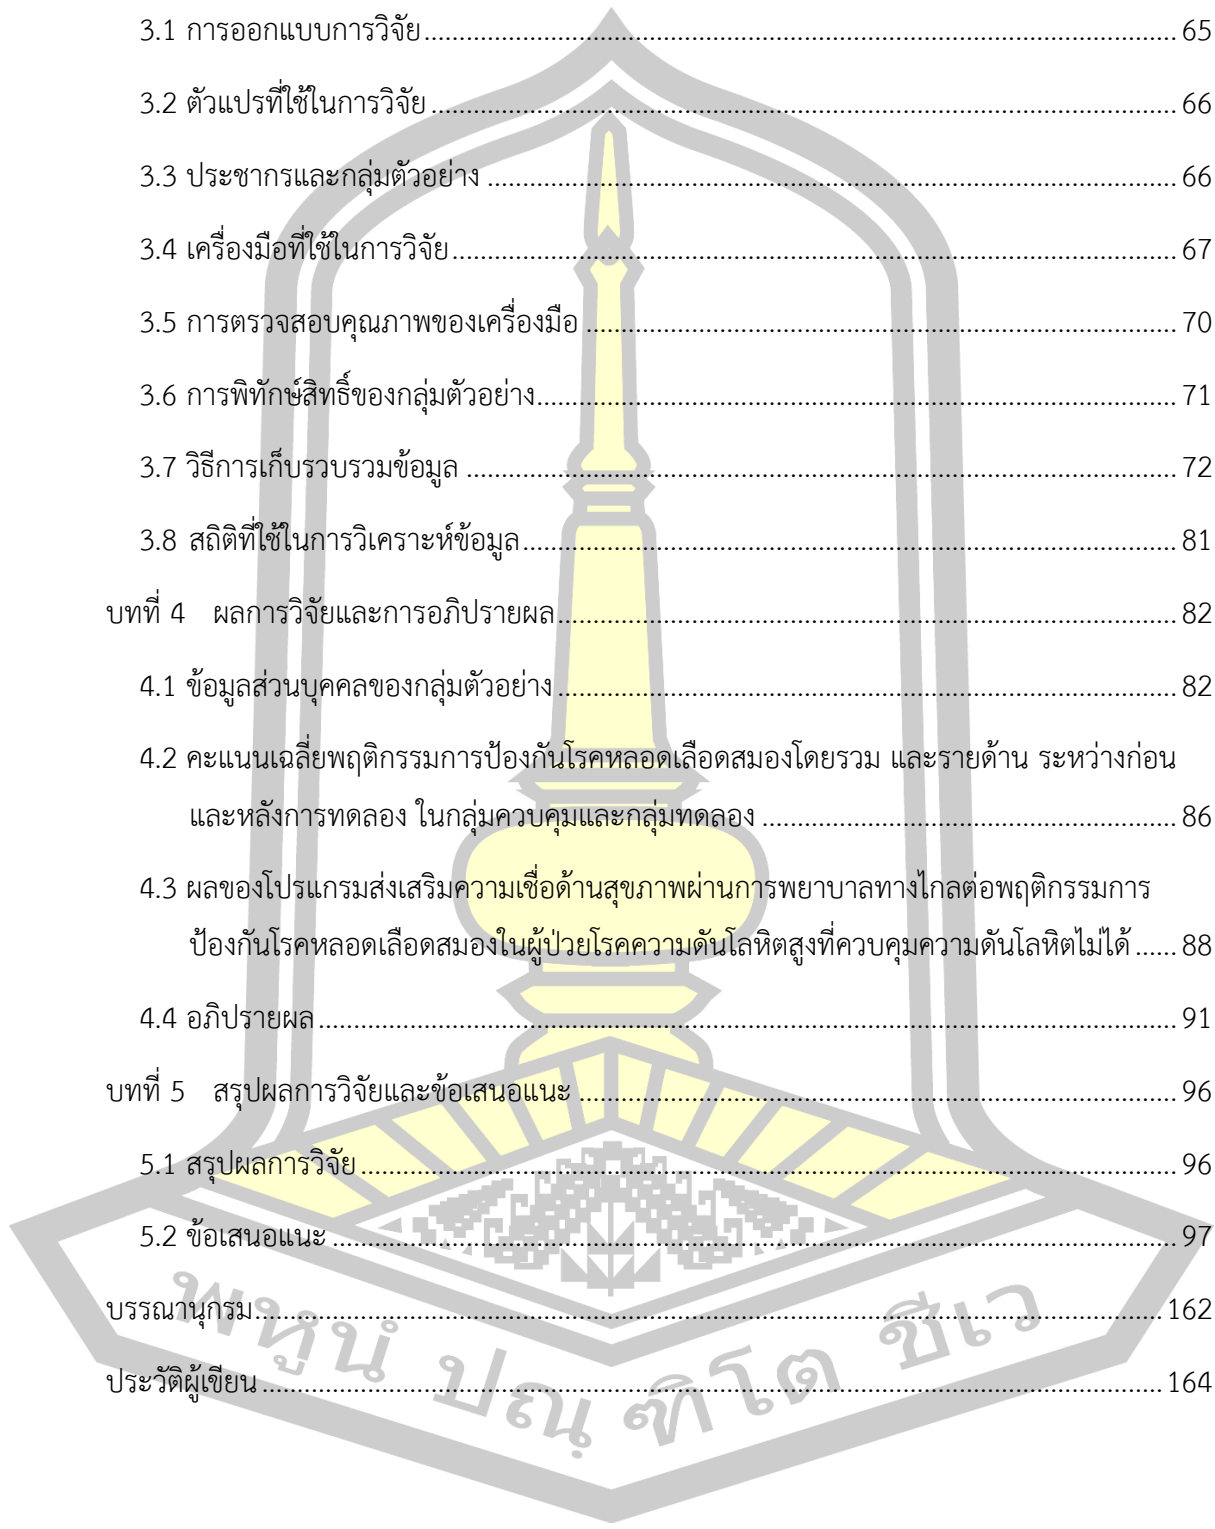 3.1 การออกแบบการวิจัย.......................................................................................................... 65
3.2 ตัวแปรที่ใช้ในการวิจัย......................................................................................................... 66
3.3 ประชากรและกลุ่มตัวอย่าง ................................................................................................. 66
3.4 เครื่องมือที่ใช้ในการวิจัย...................................................................................................... 67
3.5 การตรวจสอบคุณภาพของเครื่องมือ .................................................................................... 70
3.6 การพิทักษ์สิทธิ์ของกลุ่มตัวอย่าง.......................................................................................... 71
3.7 วิธีการเก็บรวบรวมข้อมูล .................................................................................................... 72
3.8 สถิติที่ใช้ในการวิเคราะห์ข้อมูล............................................................................................ 81
บทที่ 4 ผลการวิจัยและการอภิปรายผล....................................................................................... 82
4.1 ข้อมูลส่วนบุคคลของกลุ่มตัวอย่าง ....................................................................................... 82
4.2 คะแนนเฉลี่ยพฤติกรรมการป้องกันโรคหลอดเลือดสมองโดยรวม และรายด้าน ระหว่างก่อน
และหลังการทดลอง ในกลุ่มควบคุมและกลุ่มทดลอง .......................................................... 86
4.3 ผลของโปรแกรมส่งเสริมความเชื่อด้านสุขภาพผ่านการพยาบาลทางไกลต่อพฤติกรรมการ
ป้องกันโรคหลอดเลือดสมองในผู้ป่วยโรคความดันโลหิตสูงที่ควบคุมความดันโลหิตไม่ได้ ...... 88
4.4 อภิปรายผล........................................................................................................................ 91
บทที่ 5 สรุปผลการวิจัยและข้อเสนอแนะ .................................................................................... 96
5.1 สรุปผลการวิจัย.................................................................................................................. 96
5.2 ข้อเสนอแนะ ...................................................................................................................... 97
บรรณานุกรม............................................................................................................................ 162
ประวัติผู้เขียน .......................................................................................................................... 164
พหุน ปณฺ ฑิโต ชีเว